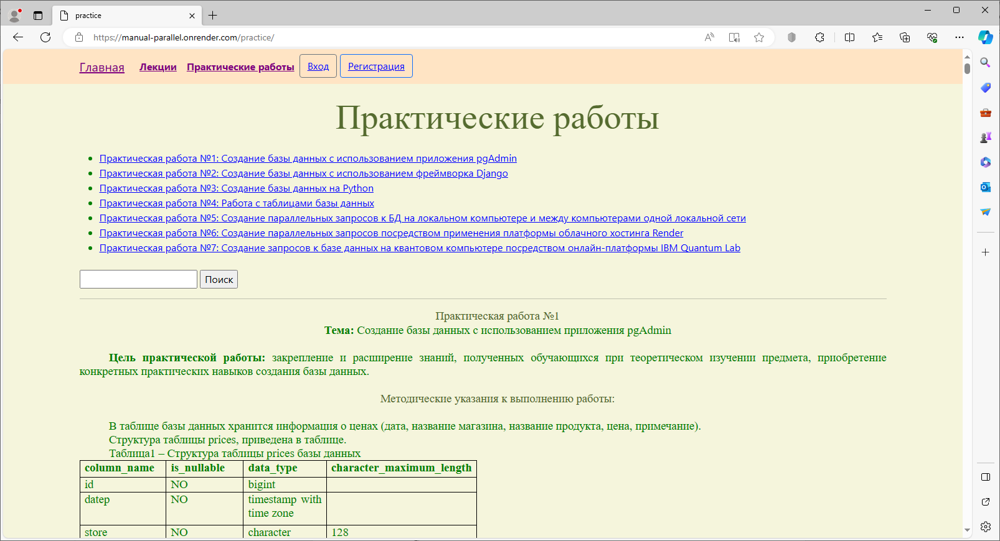 practice
https://manual-parallel.onrender.com/practice/
Главная Лекции Практические работы Вход Регистрация
Практические работы
Практическая работа №1: Создание базы данных с использованием приложения pgAdmin
Практическая работа №2: Создание базы данных с использованием фреймворка Django
Практическая работа №3: Создание базы данных на Python
Практическая работа №4: Работа с таблицами базы данных
Практическая работа №5: Создание параллельных запросов к БД на локальном компьютере и между компьютерами одной локальной сети
Практическая работа №6: Создание параллельных запросов посредством применения платформы облачного хостинга Render
Практическая работа №7: Создание запросов к базе данных на квантовом компьютере посредством онлайн-платформы IBM Quantum Lab
Поиск
Практическая работа №1
Тема: Создание базы данных с использованием приложения pgAdmin
Цель практической работы: закрепление и расширение знаний, полученных обучающихся при теоретическом изучении предмета, приобретение
конкретных практических навыков создания базы данных.
Методические указания к выполнению работы:
В таблице базы данных хранится информация о ценах (дата, название магазина, название продукта, цена, примечание).
Структура таблицы prices, приведена в таблице.
Таблица1 – Структура таблицы prices базы данных
column_name is_nullable data_type character_maximum_length
id NO bigint
datep NO timestamp with
time zone
store NO character 128